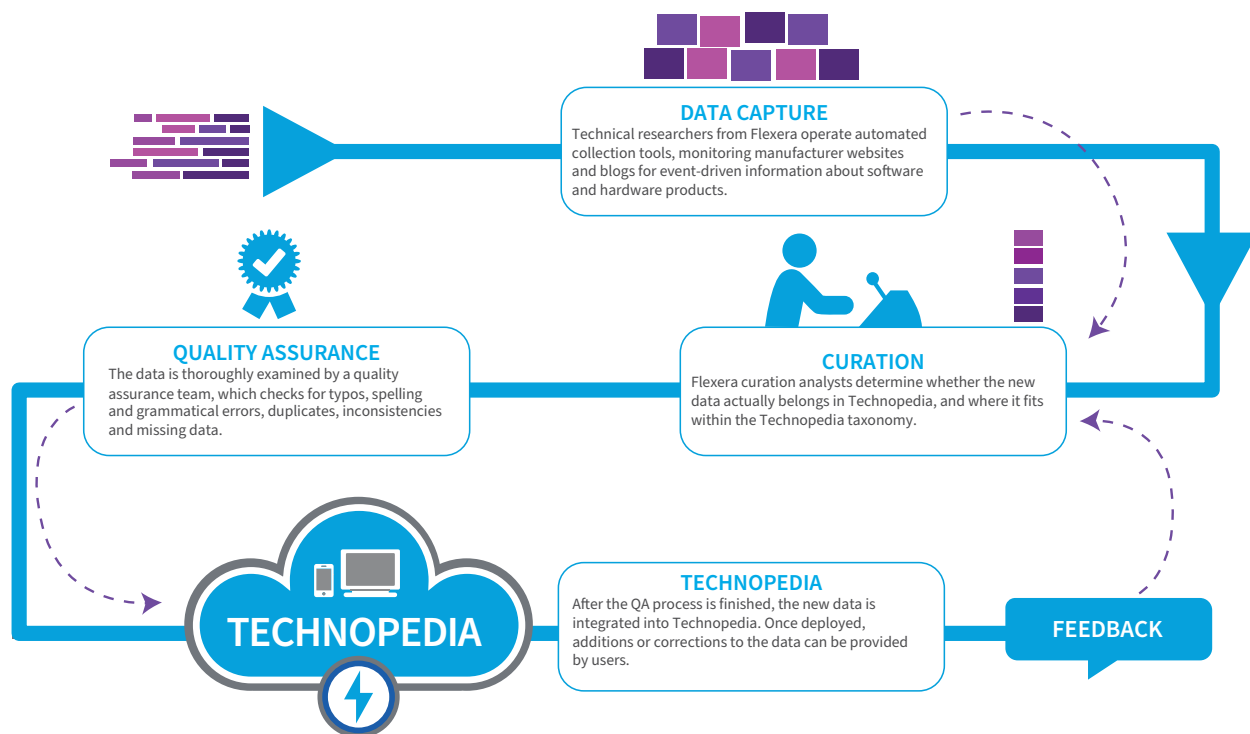 DATA CAPTURE
Technical researchers from Flexera operate automated
collection tools, monitoring manufacturer websites
and blogs for event-driven information about software
and hardware products.
QUALITY ASSURANCE
The data is thoroughly examined by a quality
assurance team, which checks for typos, spelling
and grammatical errors, duplicates, inconsistencies
and missing data.
CURATION
Flexera curation analysts determine whether the new
data actually belongs in Technopedia, and where it fits
within the Technopedia taxonomy.
TECHNOPEDIA
TECHNOPEDIA
After the QA process is finished, the new data is
integrated into Technopedia. Once deployed,
additions or corrections to the data can be provided
by users.
FEEDBACK